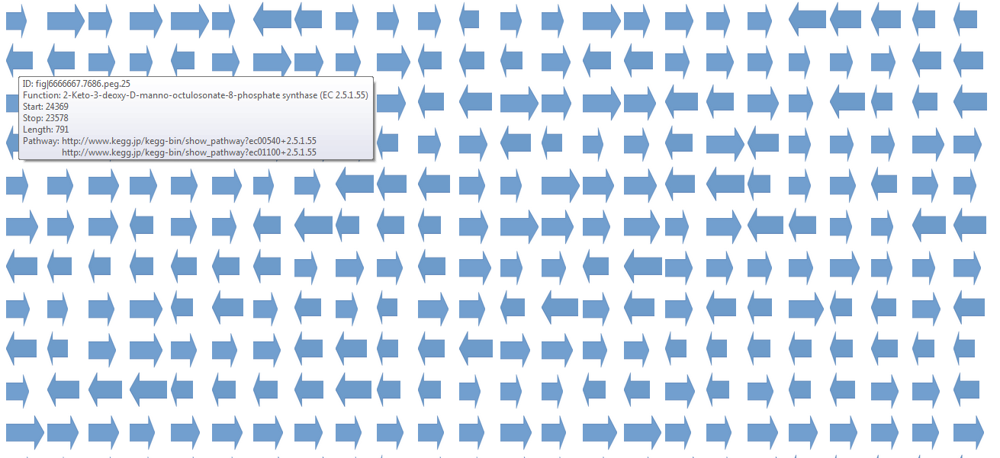 ID: fig|6666667.7686.peg.25
Function: 2-Keto-3-deoxy-D-manno-octulosonate-8-phosphate synthase (EC 2.5.1.55)
Start: 24369
Stop: 23578
Length: 791
Pathway: http://www.kegg.jp/kegg-bin/show_pathway?ec00540+2.5.1.55
http://www.kegg.jp/kegg-bin/show_pathway?ec01100+2.5.1.55